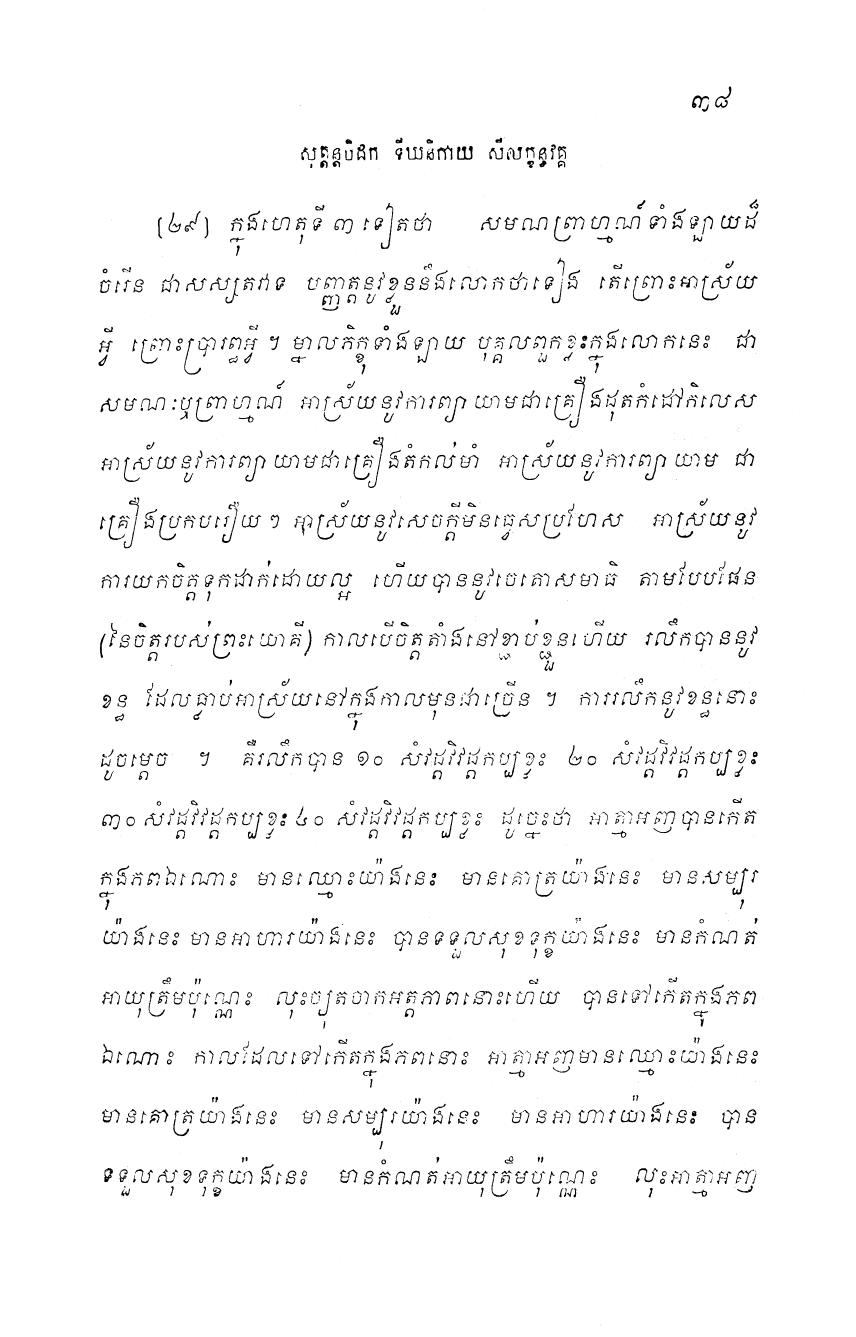 ៣៨
សុត្តន្តបិដក ទីឃនិកាយ សីលក្ខន្ធវគ្គ
[២៩] ក្នុងហេតុទី ៣ ទៀតថា សមណព្រាហ្មណ៍ទាំងឡាយដ៏
ចំរើន ជាសស្សតវាទ បញ្ញត្តនូវខ្លួននឹងលោកថាទៀង តើព្រោះអាស្រ័យ
អ្វី ព្រោះប្រារព្ធអ្វី ។ ម្នាលភិក្ខុទាំងឡាយ បុគ្គលពួកខ្លះក្នុងលោកនេះ ជា
សមណៈឬព្រាហ្មណ៍ អាស្រ័យនូវការព្យាយាមជាគ្រឿងដុតកំដៅកិលេស
អាស្រ័យនូវការព្យាយាមជាគ្រឿងតំកល់មាំ អាស្រ័យនូវការព្យាយាម ជា
គ្រឿងប្រកបរឿយ ៗ អាស្រ័យនូវសេចក្តីមិនធ្វេសប្រហែស អាស្រ័យនូវ
ការយកចិត្តទុកដាក់ដោយល្អ ហើយបាននូវចេតោសមាធិ តាមបែបផែន
(នៃចិត្តរបស់ព្រះយោគី) កាលបើចិត្តតាំងនៅខ្ជាប់ខ្ជួនហើយ រលឹកបាននូវ
ខន្ធ ដែលធ្លាប់អាស្រ័យនៅក្នុងកាលមុនជាច្រើន ។ ការរលឹកនូវខន្ធនោះ
ដូចម្តេច ។ គឺរលឹកបាន ១០ សំវដ្តវិវដ្តកប្បខ្លះ ២០ សំវដ្តវិវដ្តកប្បខ្លះ
៣០ សំវដ្តវិវដ្តកប្បខ្លះ ៤០ សំវដ្តវិវដ្តកប្បខ្លះ ដូច្នេះថា អាត្មាអញបានកើត
ក្នុងភពឯណោះ មានឈ្មោះយ៉ាងនេះ មានគោត្រយ៉ាងនេះ មានសម្បុរ
យ៉ាងនេះ មានអាហារយ៉ាងនេះ បានទទួលសុខទុក្ខយ៉ាងនេះ មានកំណត់
អាយុត្រឹមប៉ុណ្ណេះ លុះច្យុតចាកអត្តភាពនោះហើយ បានទៅកើតក្នុងភព
ឯណោះ កាលដែលទៅកើតក្នុងភពនោះ អាត្មាអញមានឈ្មោះយ៉ាងនេះ
មានគោត្រយ៉ាងនេះ មានសម្បុរយ៉ាងនេះ មានអាហារយ៉ាងនេះ បាន
ទទួលសុខទុក្ខយ៉ាងនេះ មានកំណត់អាយុត្រឹមប៉ុណ្ណេះ លុះអាត្មាអញ